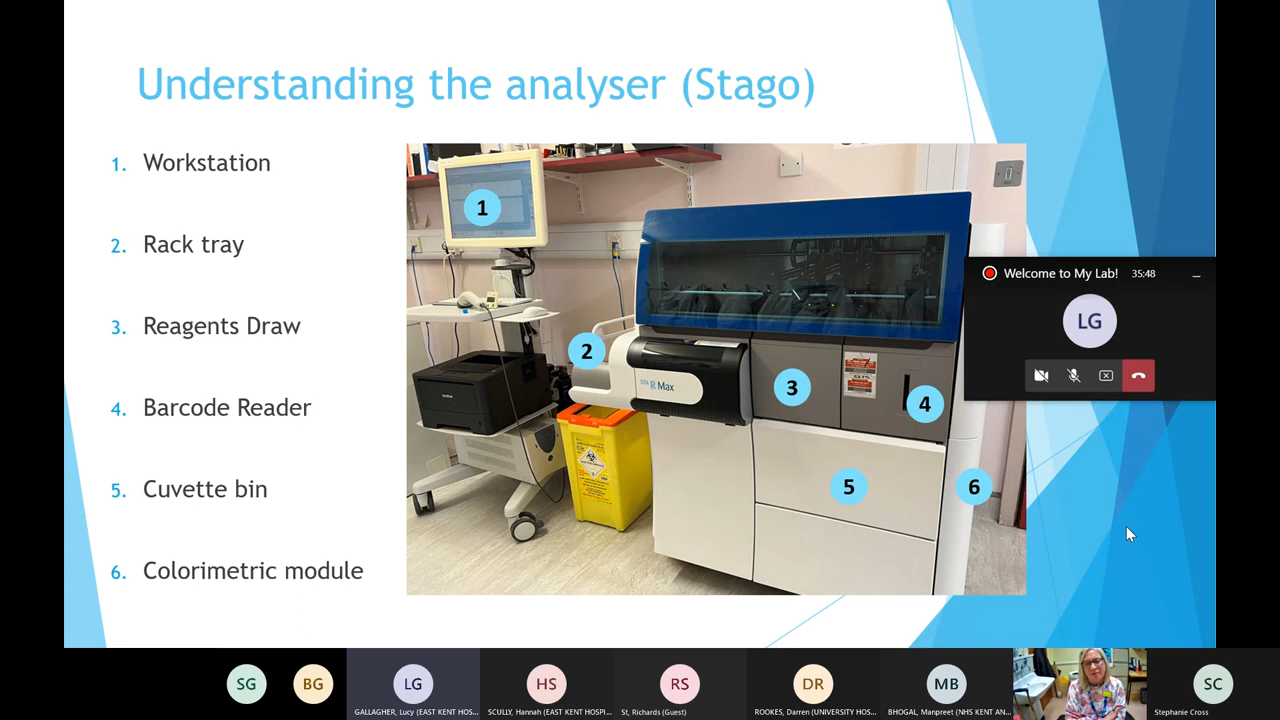 Understanding the analyser (Stago)
1. Workstation
2. Rack tray
3. Reagents Draw
4. Barcode Reader
5. Cuvette bin
6. Colorimetric module
1
2
3
4
5
6
STA R Max
brother
Welcome to My Lab!
35:48
LG
SG
BG
LG
GALLAGHER, Lucy (EAST KENT HOS...
HS
SCULLY, Hannah (EAST KENT HOSPI...
RS
St, Richards (Guest)
DR
ROOKES, Darren (UNIVERSITY HOS...
MB
BHOGAL, Manpreet (NHS KENT AN...
SC
Stephanie Cross